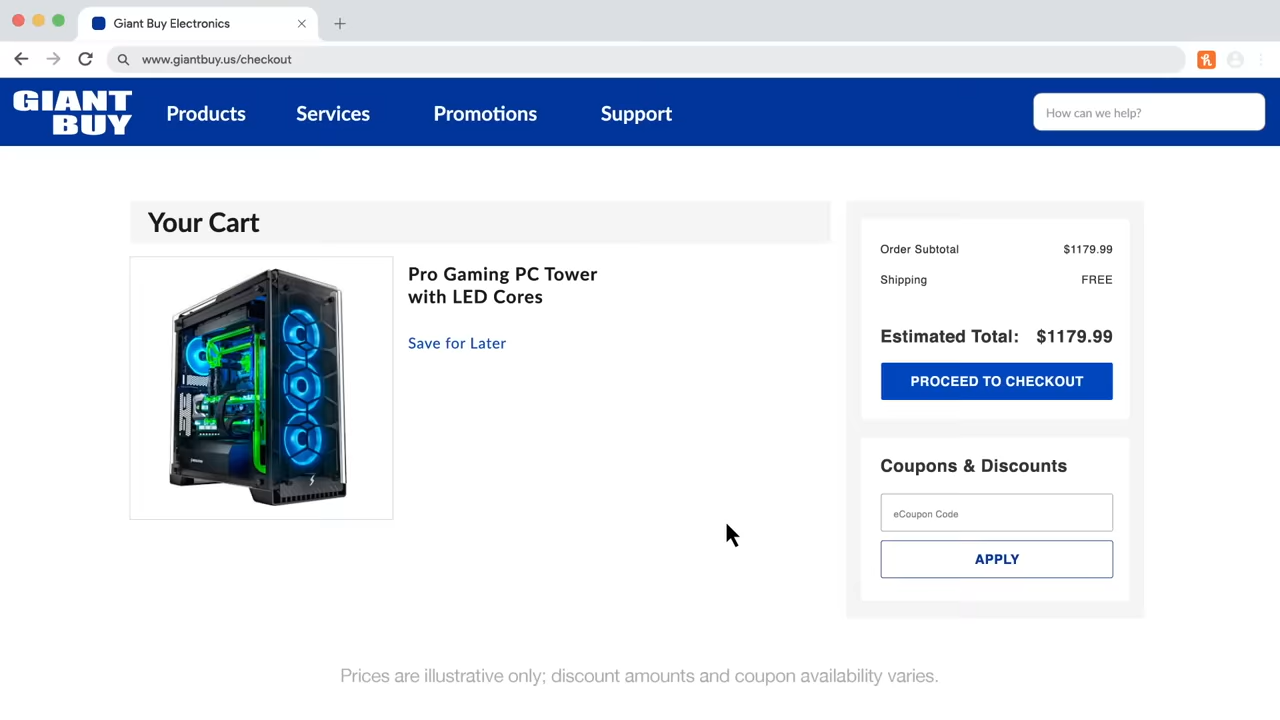 Giant Buy Electronics
www.giantbuy.us/checkout
GIANT
BUY
Products
Services
Promotions
Support
How can we help?
Your Cart
Pro Gaming PC Tower
with LED Cores
Save for Later
Order Subtotal $1179.99
Shipping FREE
Estimated Total: $1179.99
PROCEED TO CHECKOUT
Coupons & Discounts
eCoupon Code
APPLY
Prices are illustrative only; discount amounts and coupon availability varies.